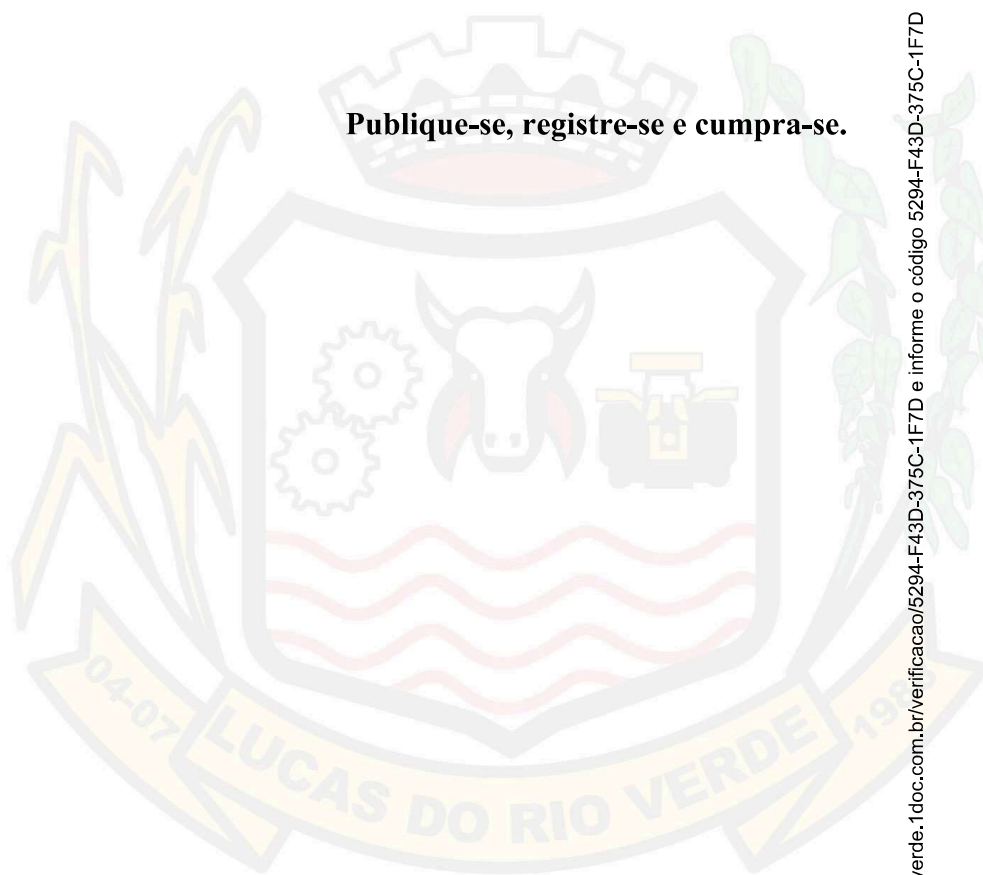 Publique-se, registre-se e cumpra-se.
04-07
LUCAS DO RIO VERDE
erde.1doc.com.br/verificacao/5294-F43D-375C-1F7D e informe o código 5294-F43D-375C-1F7D